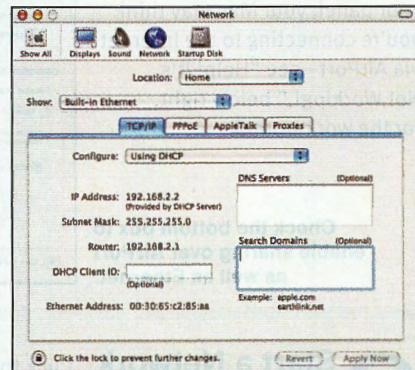 Network
Show All Displays Sound Network Startup Disk
Location: Home
Show: Built-in Ethernet
TCP/IP PPPoE AppleTalk Proxies
Configure: Using DHCP
DNS Servers (Optional)
IP Address: 192.168.2.2
(Provided by DHCP Server)
Subnet Mask: 255.255.255.0
Router: 192.168.2.1
Search Domains (Optional)
DHCP Client ID:
(Optional)
Example: apple.com
earthlink.net
Ethernet Address: 00:30:65:c2:85:aa
Click the lock to prevent further changes.
Revert Apply Now